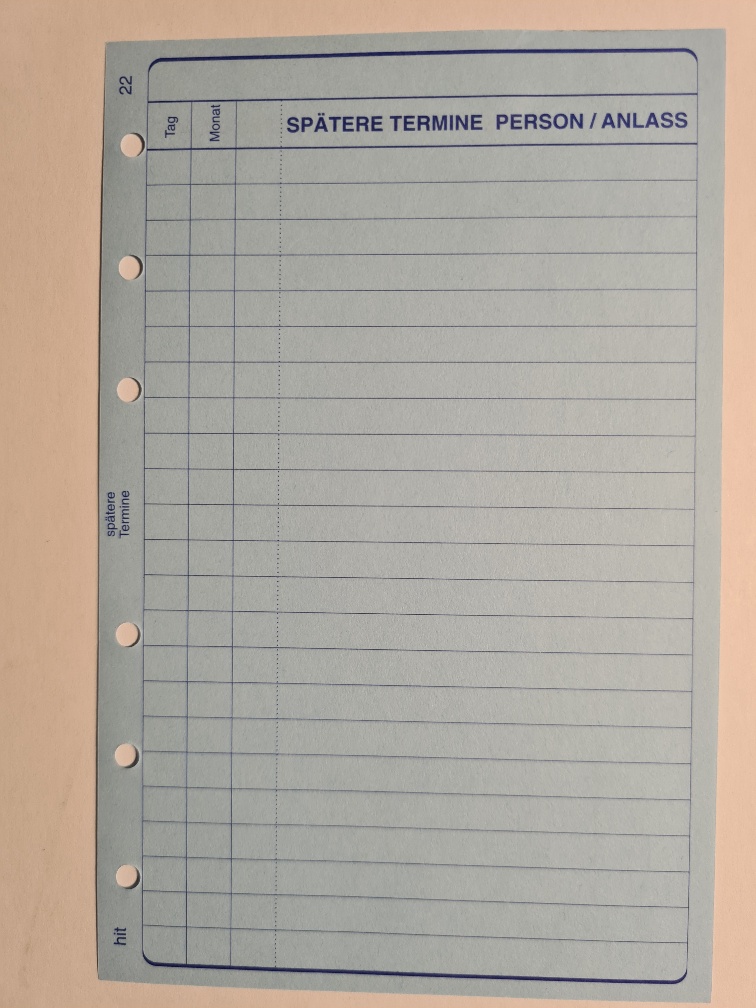 22
Tag
Monat
SPÄTERE TERMINE PERSON / ANLASS
spätere
Termine
hit